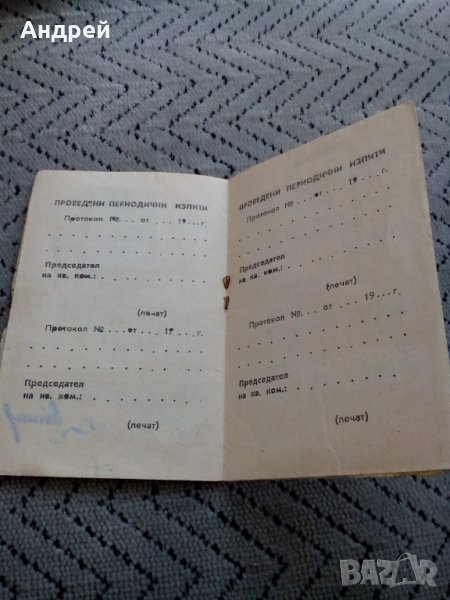 Андрей
ПРОВЕДЕНИ ПЕРИОДИЧНИ ИЗПИТИ
Протокол №... от ... 19... г.
Председател
на кв. ком.: . . . . . . . .
(печат)
Протокол №... от ... 19... г.
Председател
на кв. ком.: . . . . . . . .
(печат)
ПРОВЕДЕНИ ПЕРИОДИЧНИ ИЗПИТИ
Протокол №... от ... 19... г.
Председател
на кв. ком.: . . . . . . . .
(печат)
Протокол №... от ... 19... г.
Председател
на кв. ком.: . . . . . . . .
(печат)
BAZAR